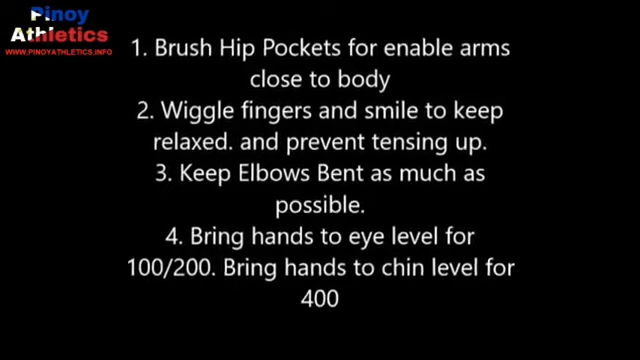 Pinoy
Athletics
WWW.PINOYATHLETICS.INFO
1. Brush Hip Pockets for enable arms
close to body
2. Wiggle fingers and smile to keep
relaxed. and prevent tensing up.
3. Keep Elbows Bent as much as
possible.
4. Bring hands to eye level for
100/200. Bring hands to chin level for
400